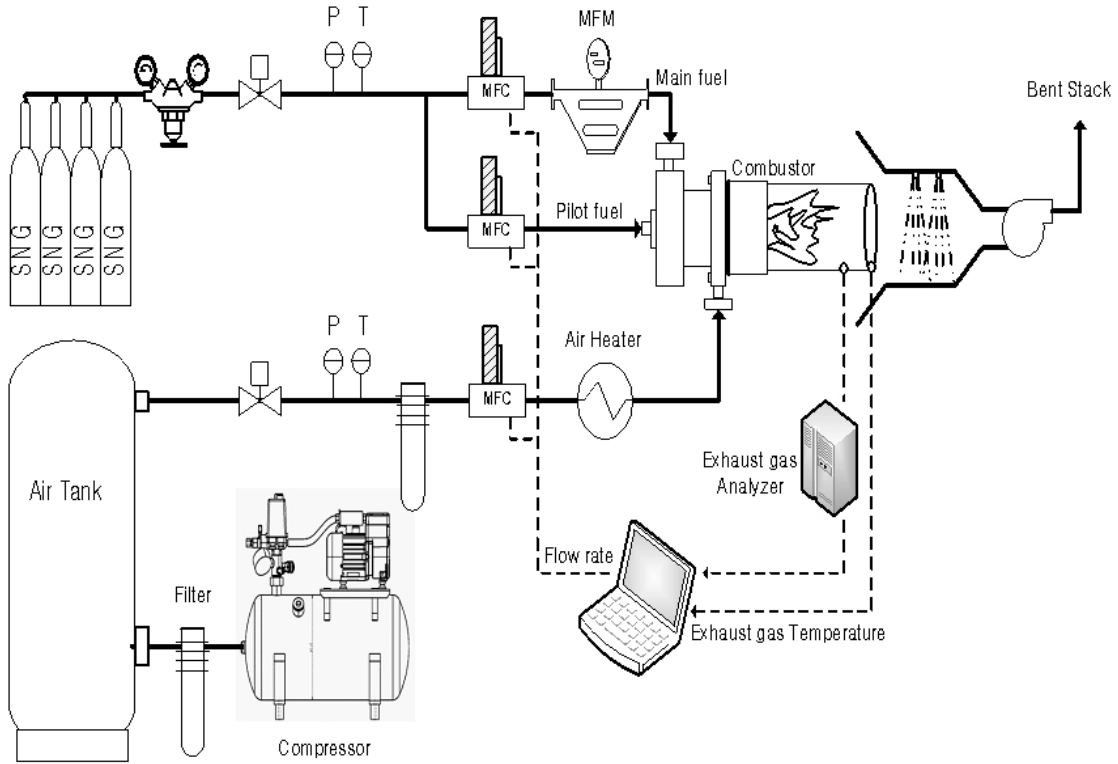 P T
MFM
MFC
Main fuel
Bent Stack
SNG
SNG
SNG
SNG
Combustor
Pilot fuel
MFC
P T
Air Heater
MFC
Air Tank
Exhaust gas
Analyzer
Flow rate
Filter
Exhaust gas Temperature
Compressor